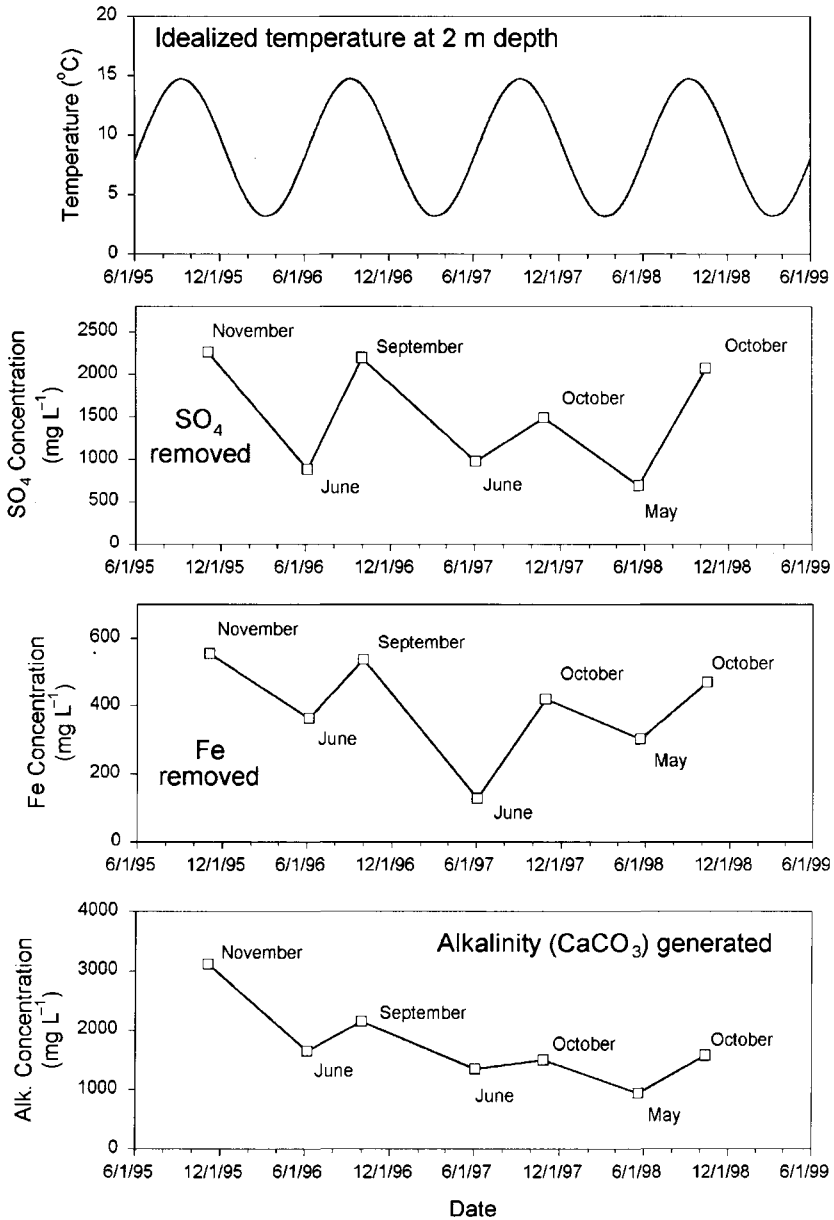 Idealized temperature at 2 m depth
Temperature (°C)
20
15
10
5
0
6/1/95 12/1/95 6/1/96 12/1/96 6/1/97 12/1/97 6/1/98 12/1/98 6/1/99
SO4 Concentration
(mg L⁻¹)
2500
2000
1500
1000
500
0
November
September
October
October
SO4
removed
June
June
May
6/1/95 12/1/95 6/1/96 12/1/96 6/1/97 12/1/97 6/1/98 12/1/98 6/1/99
Fe Concentration
(mg L⁻¹)
600
400
200
0
November
September
October
October
Fe
removed
June
May
June
6/1/95 12/1/95 6/1/96 12/1/96 6/1/97 12/1/97 6/1/98 12/1/98 6/1/99
Alk. Concentration
(mg L⁻¹)
4000
3000
2000
1000
0
Alkalinity (CaCO3) generated
November
September
October
October
June
June
May
6/1/95 12/1/95 6/1/96 12/1/96 6/1/97 12/1/97 6/1/98 12/1/98 6/1/99
Date